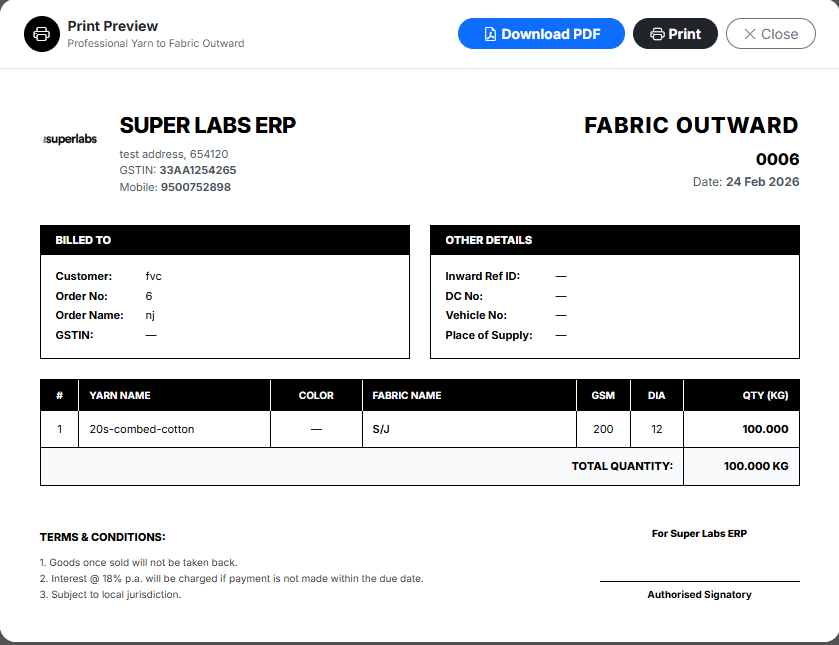 Print Preview
Professional Yarn to Fabric Outward
Download PDF
Print
Close
superlabs
SUPER LABS ERP
test address, 654120
GSTIN: 33AA1254265
Mobile: 9500752898
FABRIC OUTWARD
0006
Date: 24 Feb 2026
BILLED TO
Customer: fvc
Order No: 6
Order Name: nj
GSTIN: —
OTHER DETAILS
Inward Ref ID: —
DC No: —
Vehicle No: —
Place of Supply: —
# YARN NAME COLOR FABRIC NAME GSM DIA QTY (KG)
1 20s-combed-cotton — S/J 200 12 100.000
TOTAL QUANTITY: 100.000 KG
TERMS & CONDITIONS:
1. Goods once sold will not be taken back.
2. Interest @ 18% p.a. will be charged if payment is not made within the due date.
3. Subject to local jurisdiction.
For Super Labs ERP
Authorised Signatory